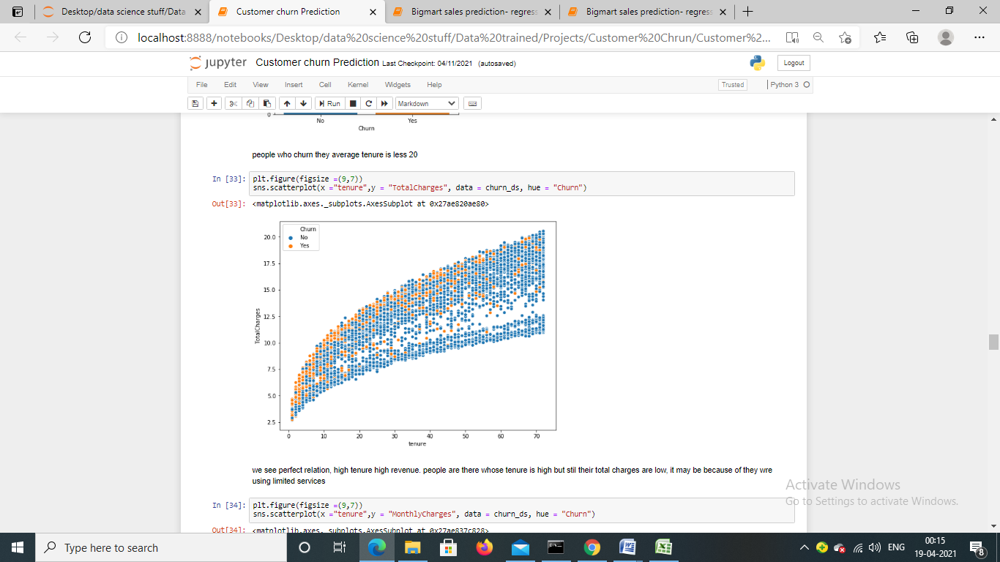 Desktop/data science stuff/Data
Customer churn Prediction
Bigmart sales prediction- regress
Bigmart sales prediction- regress
localhost:8888/notebooks/Desktop/data%20science%20stuff/Data%20trained/Projects/Customer%20Chrun/Customer%2...
jupyter Customer churn Prediction Last Checkpoint: 04/11/2021 (autosaved)
Logout
File Edit View Insert Cell Kernel Widgets Help
Trusted
Python 3
Run
Markdown
0
No Yes
Churn
people who churn they average tenure is less 20
In [33]: plt.figure(figsize =(9,7))
sns.scatterplot(x ="tenure",y = "TotalCharges", data = churn_ds, hue = "Churn")
Out[33]: <matplotlib.axes._subplots.AxesSubplot at 0x27ae820ae80>
Churn
No
Yes
20.0
17.5
15.0
12.5
10.0
7.5
5.0
2.5
TotalCharges
0 10 20 30 40 50 60 70
tenure
we see perfect relation, high tenure high revenue. people are there whose tenure is high but stil their total charges are low, it may be because of they wre
using limited services
In [34]: plt.figure(figsize =(9,7))
sns.scatterplot(x ="tenure",y = "MonthlyCharges", data = churn_ds, hue = "Churn")
Out[34]: <matplotlib.axes._subplots.AxesSubplot at 0x27ae837c828>
Activate Windows
Go to Settings to activate Windows.
Type here to search
ENG
00:15
19-04-2021
8